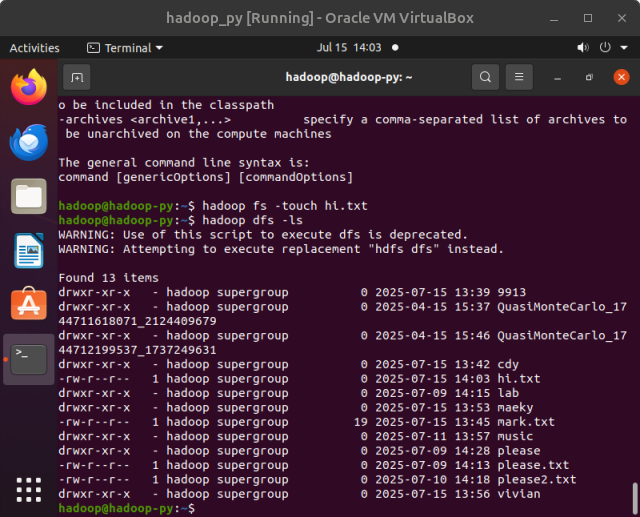 hadoop_py [Running] - Oracle VM VirtualBox
Activities Terminal Jul 15 14:03
hadoop@hadoop-py: ~
o be included in the classpath
-archives <archive1,...> specify a comma-separated list of archives to
 be unarchived on the compute machines
The general command line syntax is:
command [genericOptions] [commandOptions]
hadoop@hadoop-py:~$ hadoop fs -touch hi.txt
hadoop@hadoop-py:~$ hadoop dfs -ls
WARNING: Use of this script to execute dfs is deprecated.
WARNING: Attempting to execute replacement "hdfs dfs" instead.
Found 13 items
drwxr-xr-x - hadoop supergroup 0 2025-07-15 13:39 9913
drwxr-xr-x - hadoop supergroup 0 2025-04-15 15:37 QuasiMonteCarlo_17
44711618071_2124409679
drwxr-xr-x - hadoop supergroup 0 2025-04-15 15:46 QuasiMonteCarlo_17
44712199537_1737249631
drwxr-xr-x - hadoop supergroup 0 2025-07-15 13:42 cdy
-rw-r--r-- 1 hadoop supergroup 0 2025-07-15 14:03 hi.txt
drwxr-xr-x - hadoop supergroup 0 2025-07-09 14:15 lab
drwxr-xr-x - hadoop supergroup 0 2025-07-15 13:53 maeky
-rw-r--r-- 1 hadoop supergroup 19 2025-07-15 13:45 mark.txt
drwxr-xr-x - hadoop supergroup 0 2025-07-11 13:57 music
drwxr-xr-x - hadoop supergroup 0 2025-07-09 14:28 please
-rw-r--r-- 1 hadoop supergroup 0 2025-07-09 14:13 please.txt
-rw-r--r-- 1 hadoop supergroup 0 2025-07-10 14:18 please2.txt
drwxr-xr-x - hadoop supergroup 0 2025-07-15 13:56 vivian
hadoop@hadoop-py:~$